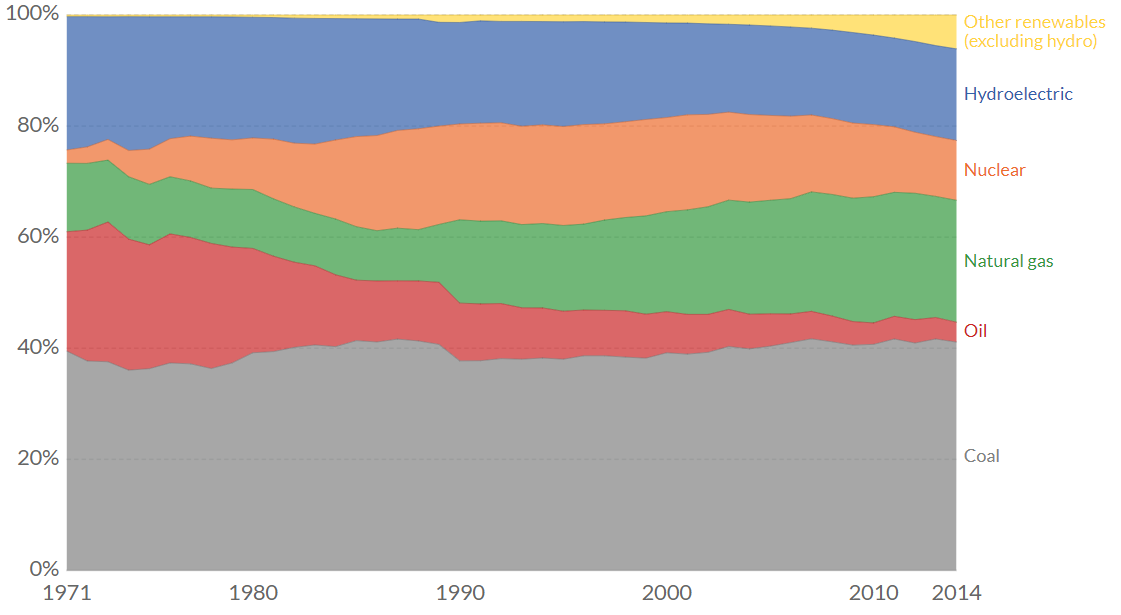 100%
Other renewables
(excluding hydro)
Hydroelectric
80%
Nuclear
60%
Natural gas
Oil
40%
Coal
20%
0%
1971 1980 1990 2000 2010 2014